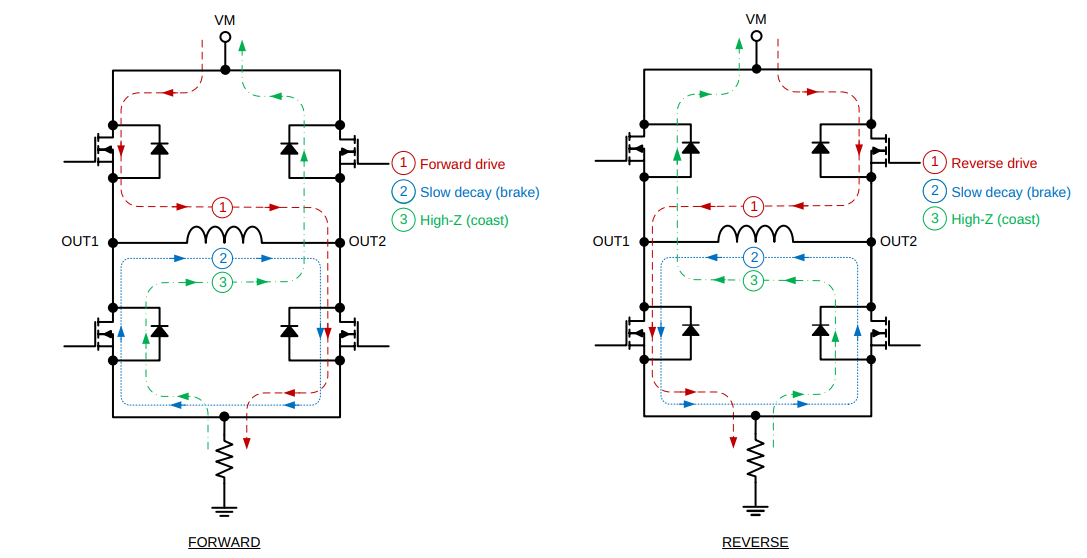 VM
1 Forward drive
2 Slow decay (brake)
3 High-Z (coast)
1
OUT1
OUT2
2
3
FORWARD
VM
1 Reverse drive
2 Slow decay (brake)
3 High-Z (coast)
1
OUT1
OUT2
2
3
REVERSE